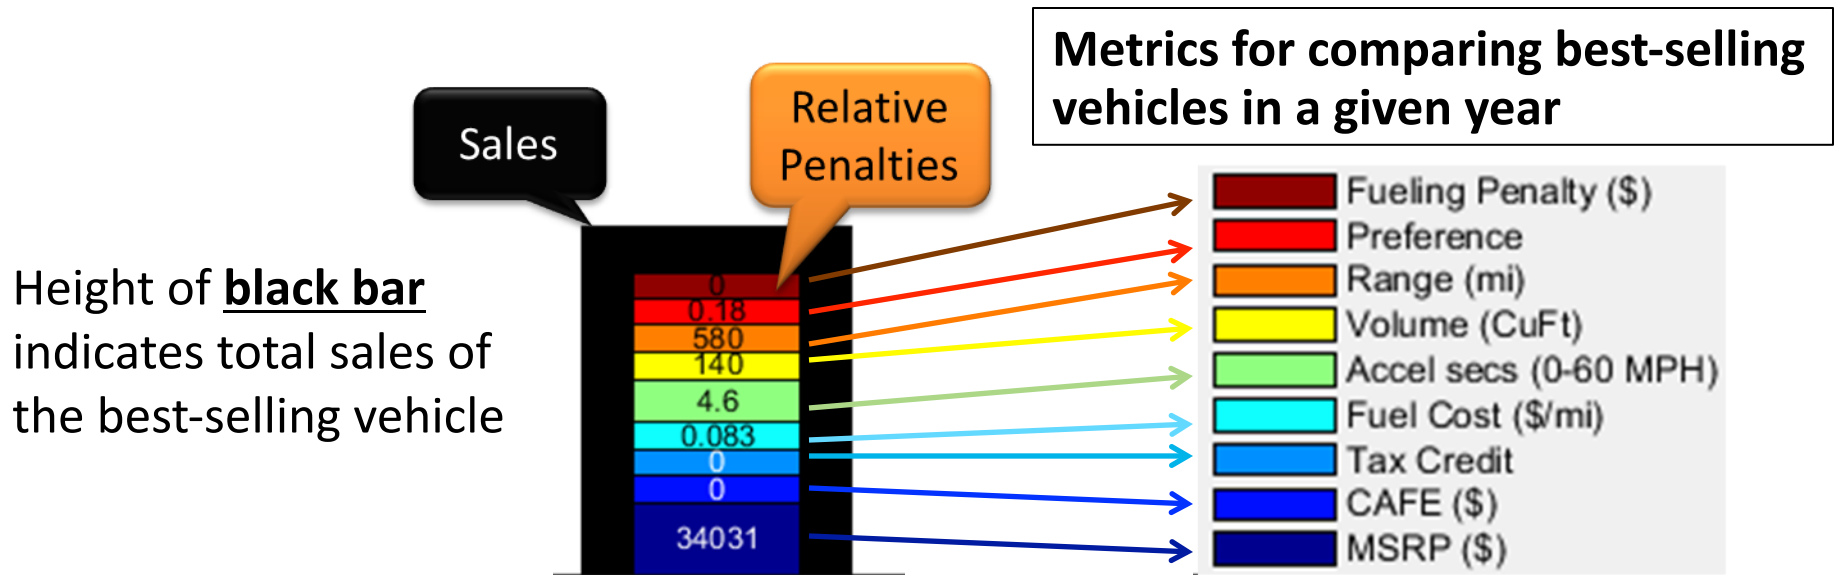 Metrics for comparing best-selling
vehicles in a given year
Sales
Relative
Penalties
Height of black bar
indicates total sales of
the best-selling vehicle
0
0.18
580
140
4.6
0.083
0
0
34031
Fueling Penalty ($)
Preference
Range (mi)
Volume (CuFt)
Accel secs (0-60 MPH)
Fuel Cost ($/mi)
Tax Credit
CAFE ($)
MSRP ($)